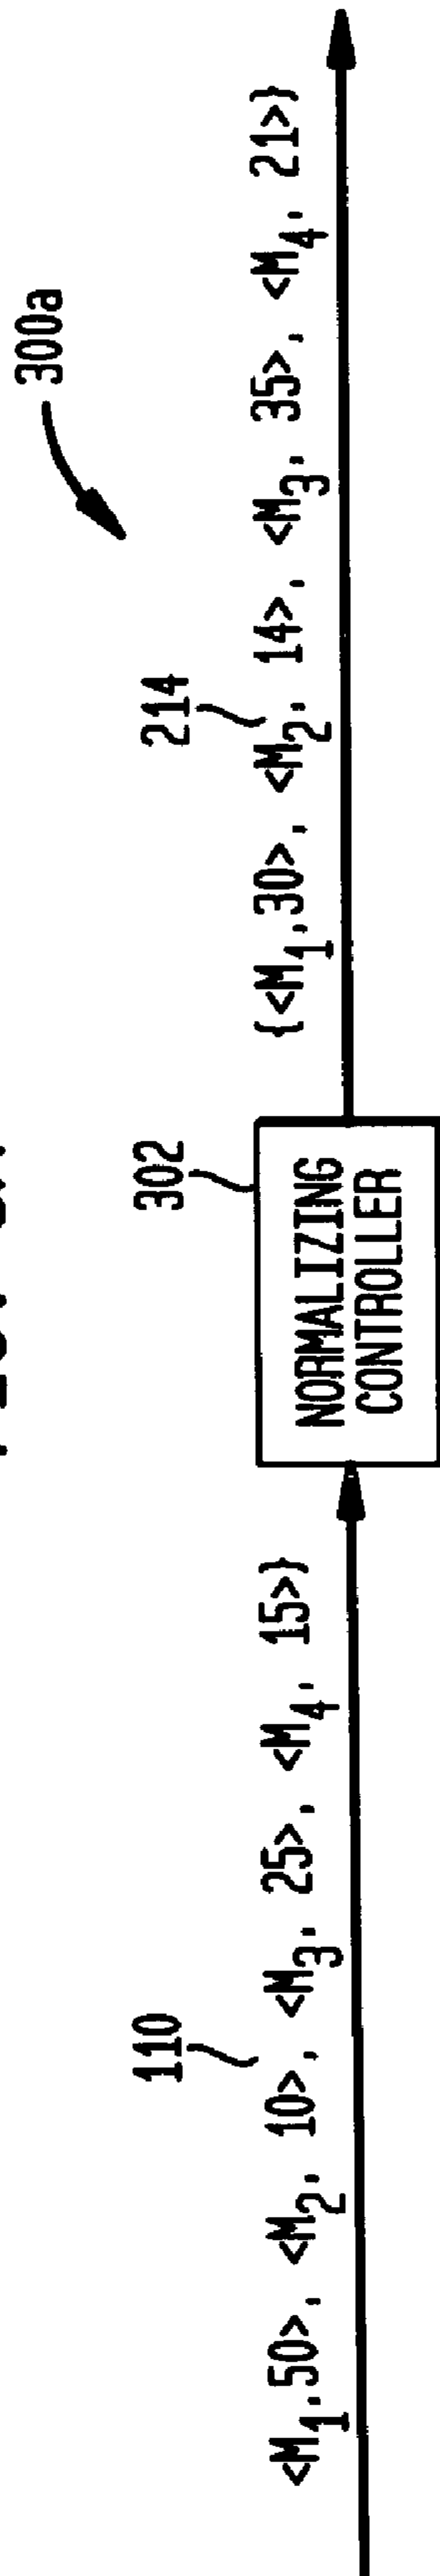 300a
110
<M1.50>, <M2, 10>, <M3, 25>, <M4, 15>}
302
NORMALIZING
CONTROLLER
214
{<M1,30>, <M2, 14>, <M3, 35>, <M4, 21>}